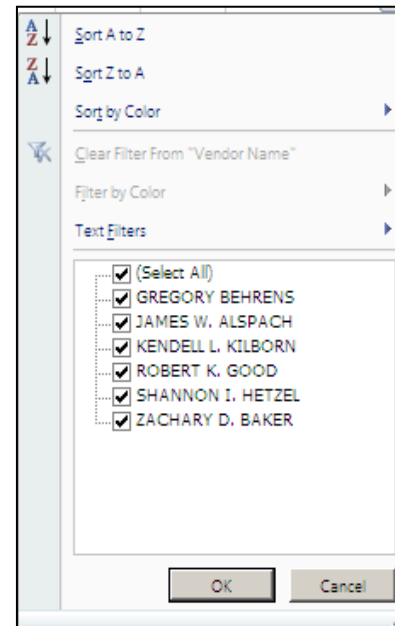 Sort A to Z
Sort Z to A
Sort by Color
Clear Filter From "Vendor Name"
Filter by Color
Text Filters
(Select All)
GREGORY BEHRENS
JAMES W. ALSPACH
KENDELL L. KILBORN
ROBERT K. GOOD
SHANNON I. HETZEL
ZACHARY D. BAKER
OK Cancel